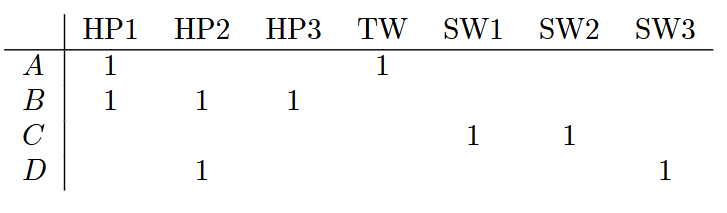 HP1 HP2 HP3 TW SW1 SW2 SW3
A 1 1
B 1 1 1
C 1 1
D 1 1